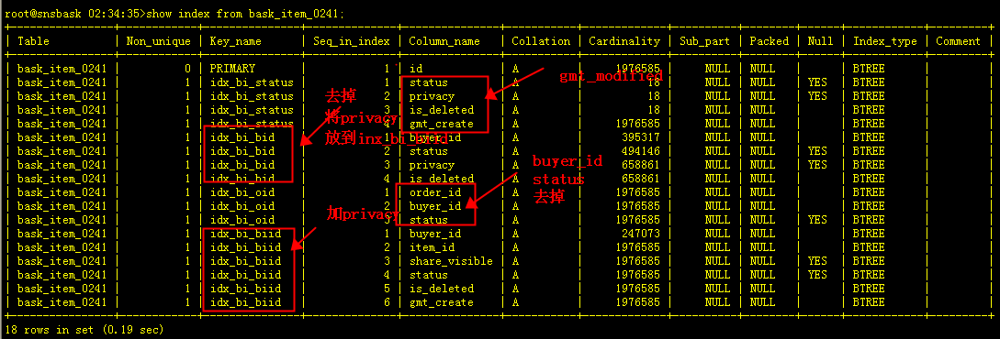 root@snsbask 02:34:35>show index from bask_item_0241;
| Table | Non_unique | Key_name | Seq_in_index | Column_name | Collation | Cardinality | Sub_part | Packed | Null | Index_type | Comment |
| bask_item_0241 | 0 | PRIMARY | 1 | id | A | 1976585 | NULL | NULL | | BTREE | |
| bask_item_0241 | 1 | idx_bi_status | 1 | status | A | 18 | NULL | NULL | YES | BTREE | |
| bask_item_0241 | 1 | idx_bi_status | 2 | privacy | A | 18 | NULL | NULL | YES | BTREE | |
| bask_item_0241 | 1 | idx_bi_status | 3 | is_deleted | A | 18 | NULL | NULL | | BTREE | |
| bask_item_0241 | 1 | idx_bi_status | 4 | gmt_create | A | 1976585 | NULL | NULL | | BTREE | |
| bask_item_0241 | 1 | idx_bi_bid | 1 | buyer_id | A | 395317 | NULL | NULL | | BTREE | |
| bask_item_0241 | 1 | idx_bi_bid | 2 | status | A | 494146 | NULL | NULL | YES | BTREE | |
| bask_item_0241 | 1 | idx_bi_bid | 3 | privacy | A | 658861 | NULL | NULL | YES | BTREE | |
| bask_item_0241 | 1 | idx_bi_bid | 4 | is_deleted | A | 658861 | NULL | NULL | | BTREE | |
| bask_item_0241 | 1 | idx_bi_oid | 1 | order_id | A | 1976585 | NULL | NULL | | BTREE | |
| bask_item_0241 | 1 | idx_bi_oid | 2 | buyer_id | A | 1976585 | NULL | NULL | | BTREE | |
| bask_item_0241 | 1 | idx_bi_oid | 3 | status | A | 1976585 | NULL | NULL | YES | BTREE | |
| bask_item_0241 | 1 | idx_bi_biid | 1 | buyer_id | A | 247073 | NULL | NULL | | BTREE | |
| bask_item_0241 | 1 | idx_bi_biid | 2 | item_id | A | 1976585 | NULL | NULL | | BTREE | |
| bask_item_0241 | 1 | idx_bi_biid | 3 | share_visible | A | 1976585 | NULL | NULL | YES | BTREE | |
| bask_item_0241 | 1 | idx_bi_biid | 4 | status | A | 1976585 | NULL | NULL | YES | BTREE | |
| bask_item_0241 | 1 | idx_bi_biid | 5 | is_deleted | A | 1976585 | NULL | NULL | | BTREE | |
| bask_item_0241 | 1 | idx_bi_biid | 6 | gmt_create | A | 1976585 | NULL | NULL | | BTREE | |
18 rows in set (0.19 sec)
gmt_modified
去掉
将privacy
放到inx_bi_biid
buyer_id
status
去掉
加privacy